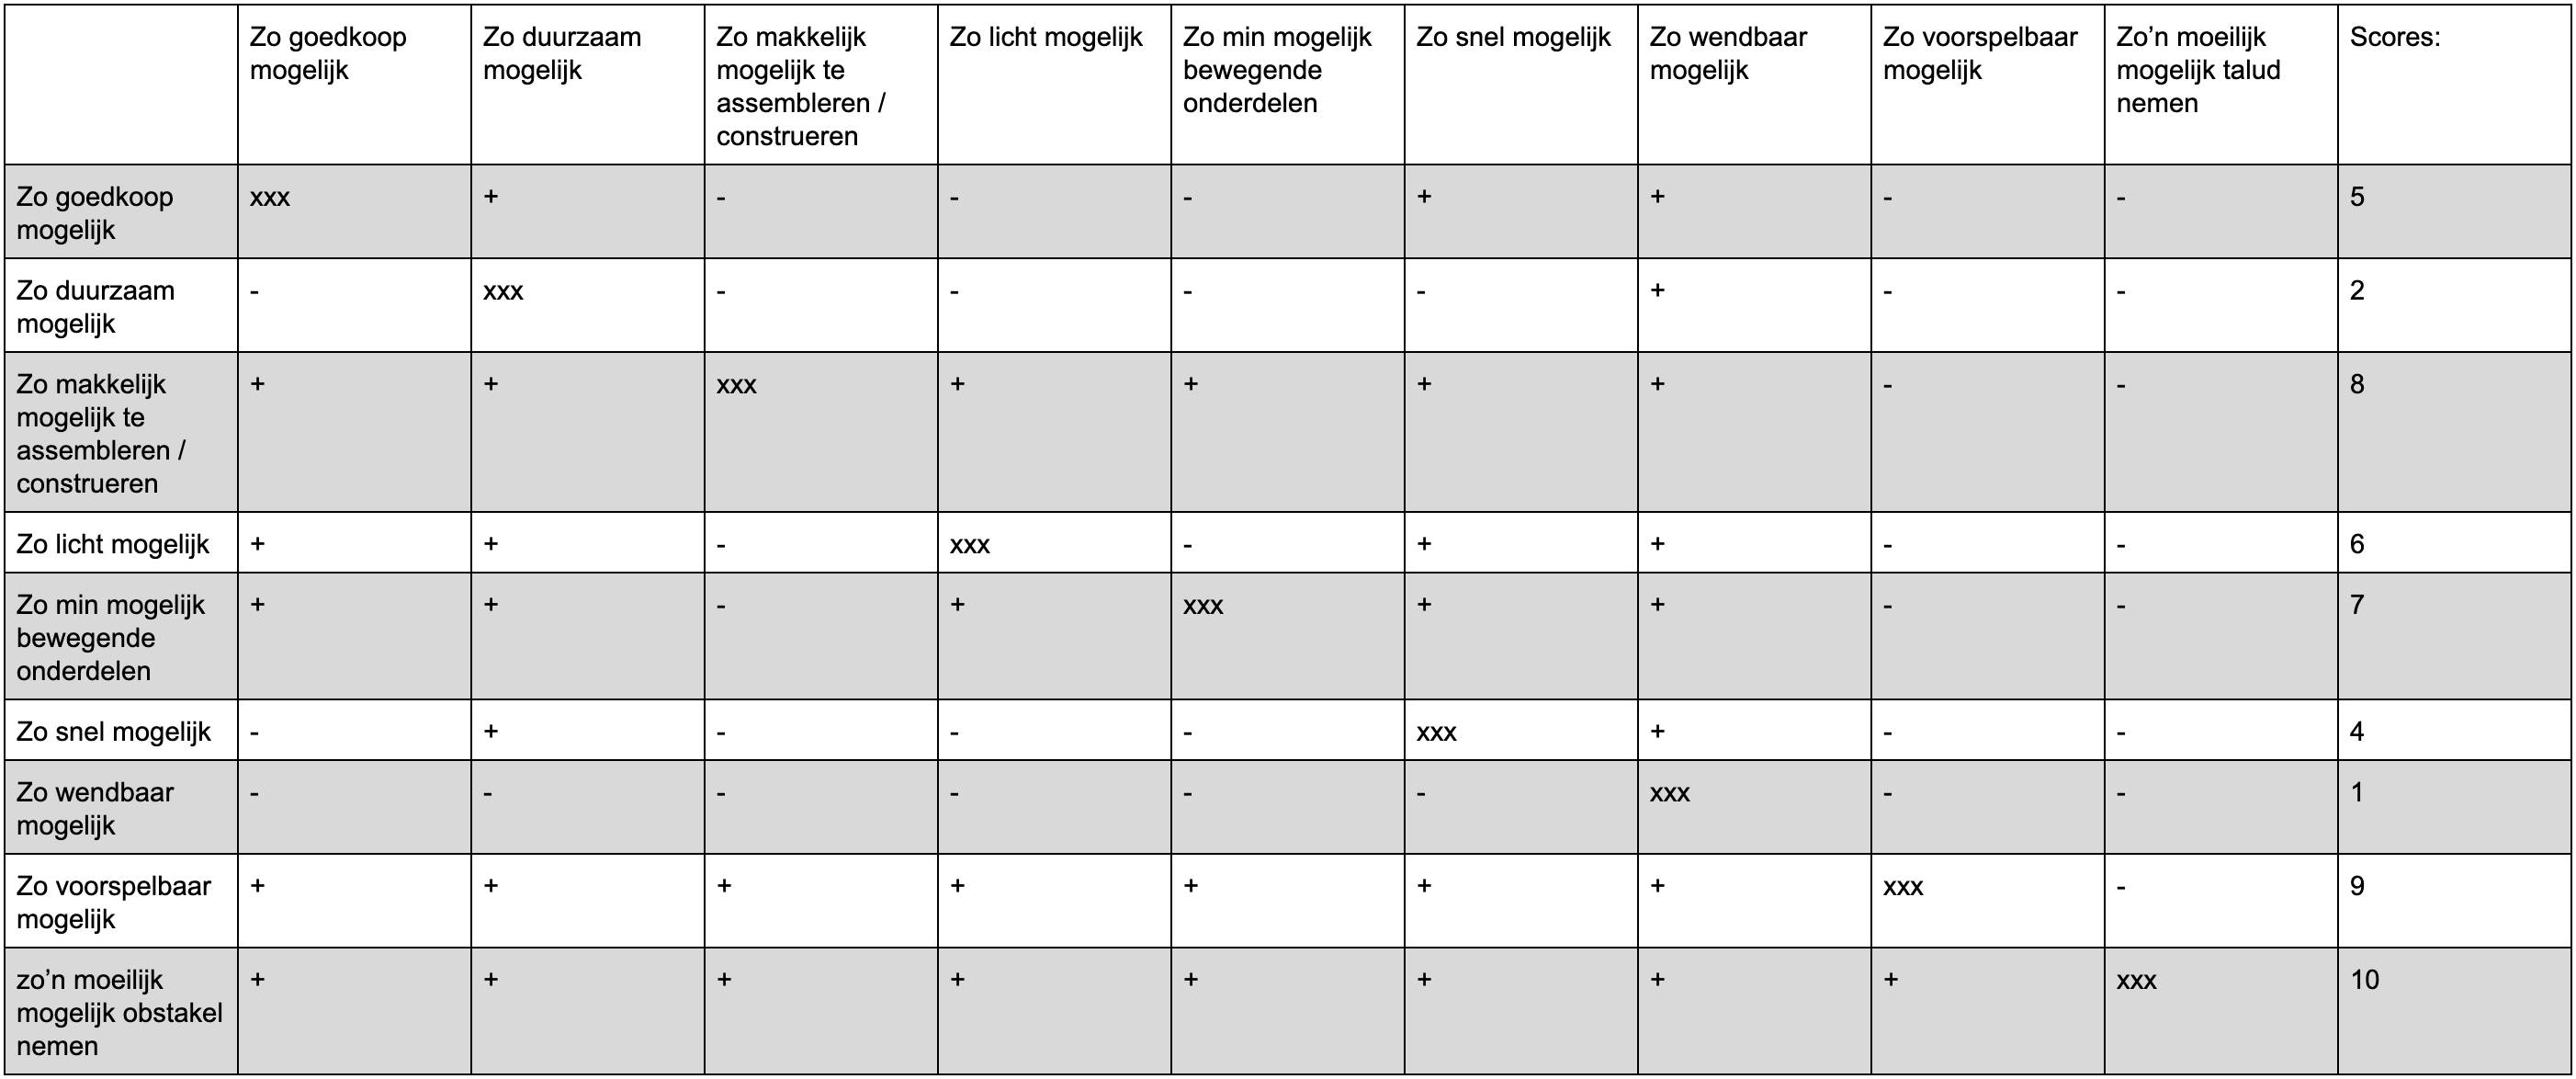 Zo goedkoop mogelijk
Zo duurzaam mogelijk
Zo makkelijk mogelijk te assembleren / construeren
Zo licht mogelijk
Zo min mogelijk bewegende onderdelen
Zo snel mogelijk
Zo wendbaar mogelijk
Zo voorspelbaar mogelijk
Zo’n moeilijk mogelijk talud nemen
Scores:
Zo goedkoop mogelijk xxx + - - - + + - - 5
Zo duurzaam mogelijk - xxx - - - - + - - 2
Zo makkelijk mogelijk te assembleren / construeren + + xxx + + + + - - 8
Zo licht mogelijk + + - xxx - + + - - 6
Zo min mogelijk bewegende onderdelen + + - + xxx + + - - 7
Zo snel mogelijk - + - - - xxx + - - 4
Zo wendbaar mogelijk - - - - - - xxx - - 1
Zo voorspelbaar mogelijk + + + + + + + xxx - 9
zo’n moeilijk mogelijk obstakel nemen + + + + + + + + xxx 10